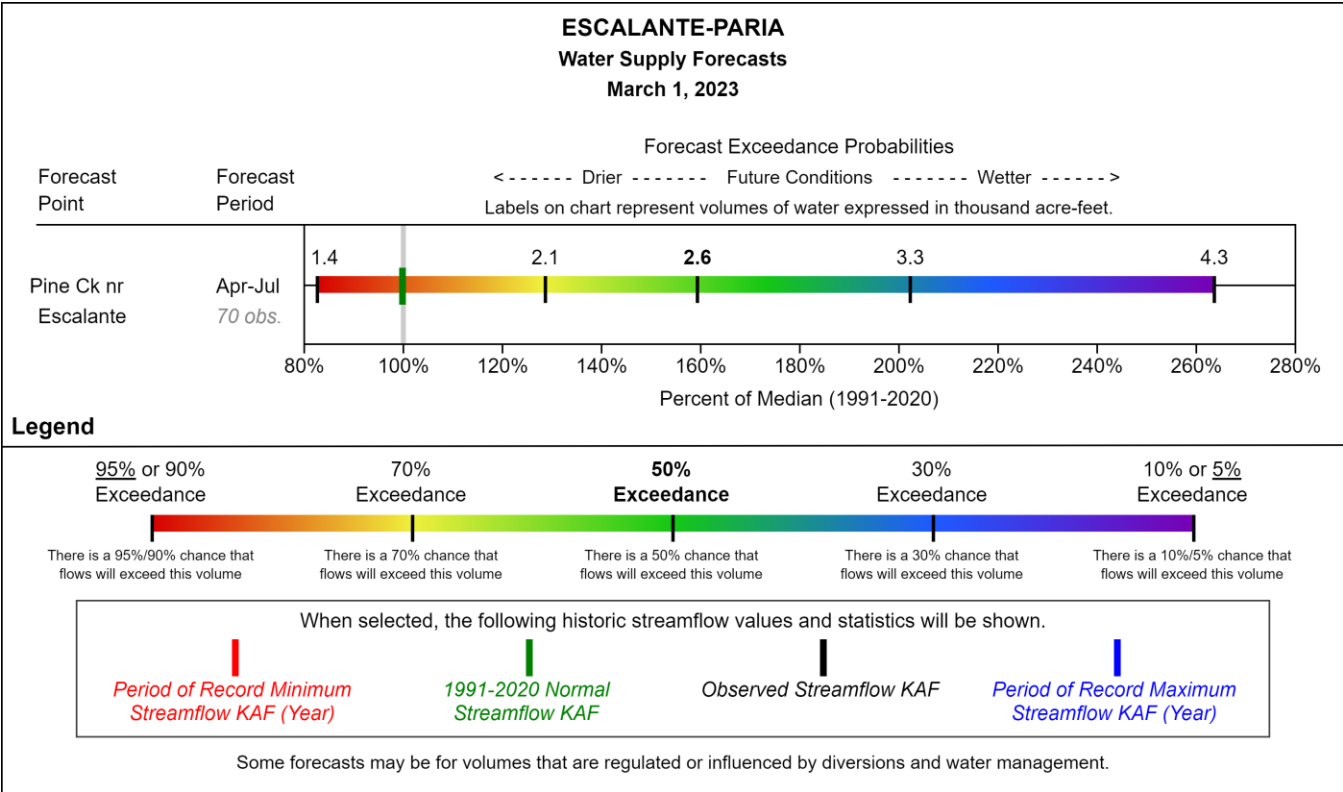 ESCALANTE-PARIA
Water Supply Forecasts
March 1, 2023
Forecast Exceedance Probabilities
Forecast Forecast <------ Drier ------- Future Conditions ------- Wetter ------>
Point Period Labels on chart represent volumes of water expressed in thousand acre-feet.
1.4 2.1 2.6 3.3 4.3
Pine Ck nr Apr-Jul
Escalante 70 obs.
80% 100% 120% 140% 160% 180% 200% 220% 240% 260% 280%
Percent of Median (1991-2020)
Legend
95% or 90% 70% 50% 30% 10% or 5%
Exceedance Exceedance Exceedance Exceedance Exceedance
There is a 95%/90% chance that There is a 70% chance that There is a 50% chance that There is a 30% chance that There is a 10%/5% chance that
flows will exceed this volume flows will exceed this volume flows will exceed this volume flows will exceed this volume flows will exceed this volume
When selected, the following historic streamflow values and statistics will be shown.
Period of Record Minimum 1991-2020 Normal Observed Streamflow KAF Period of Record Maximum
Streamflow KAF (Year) Streamflow KAF Streamflow KAF (Year)
Some forecasts may be for volumes that are regulated or influenced by diversions and water management.